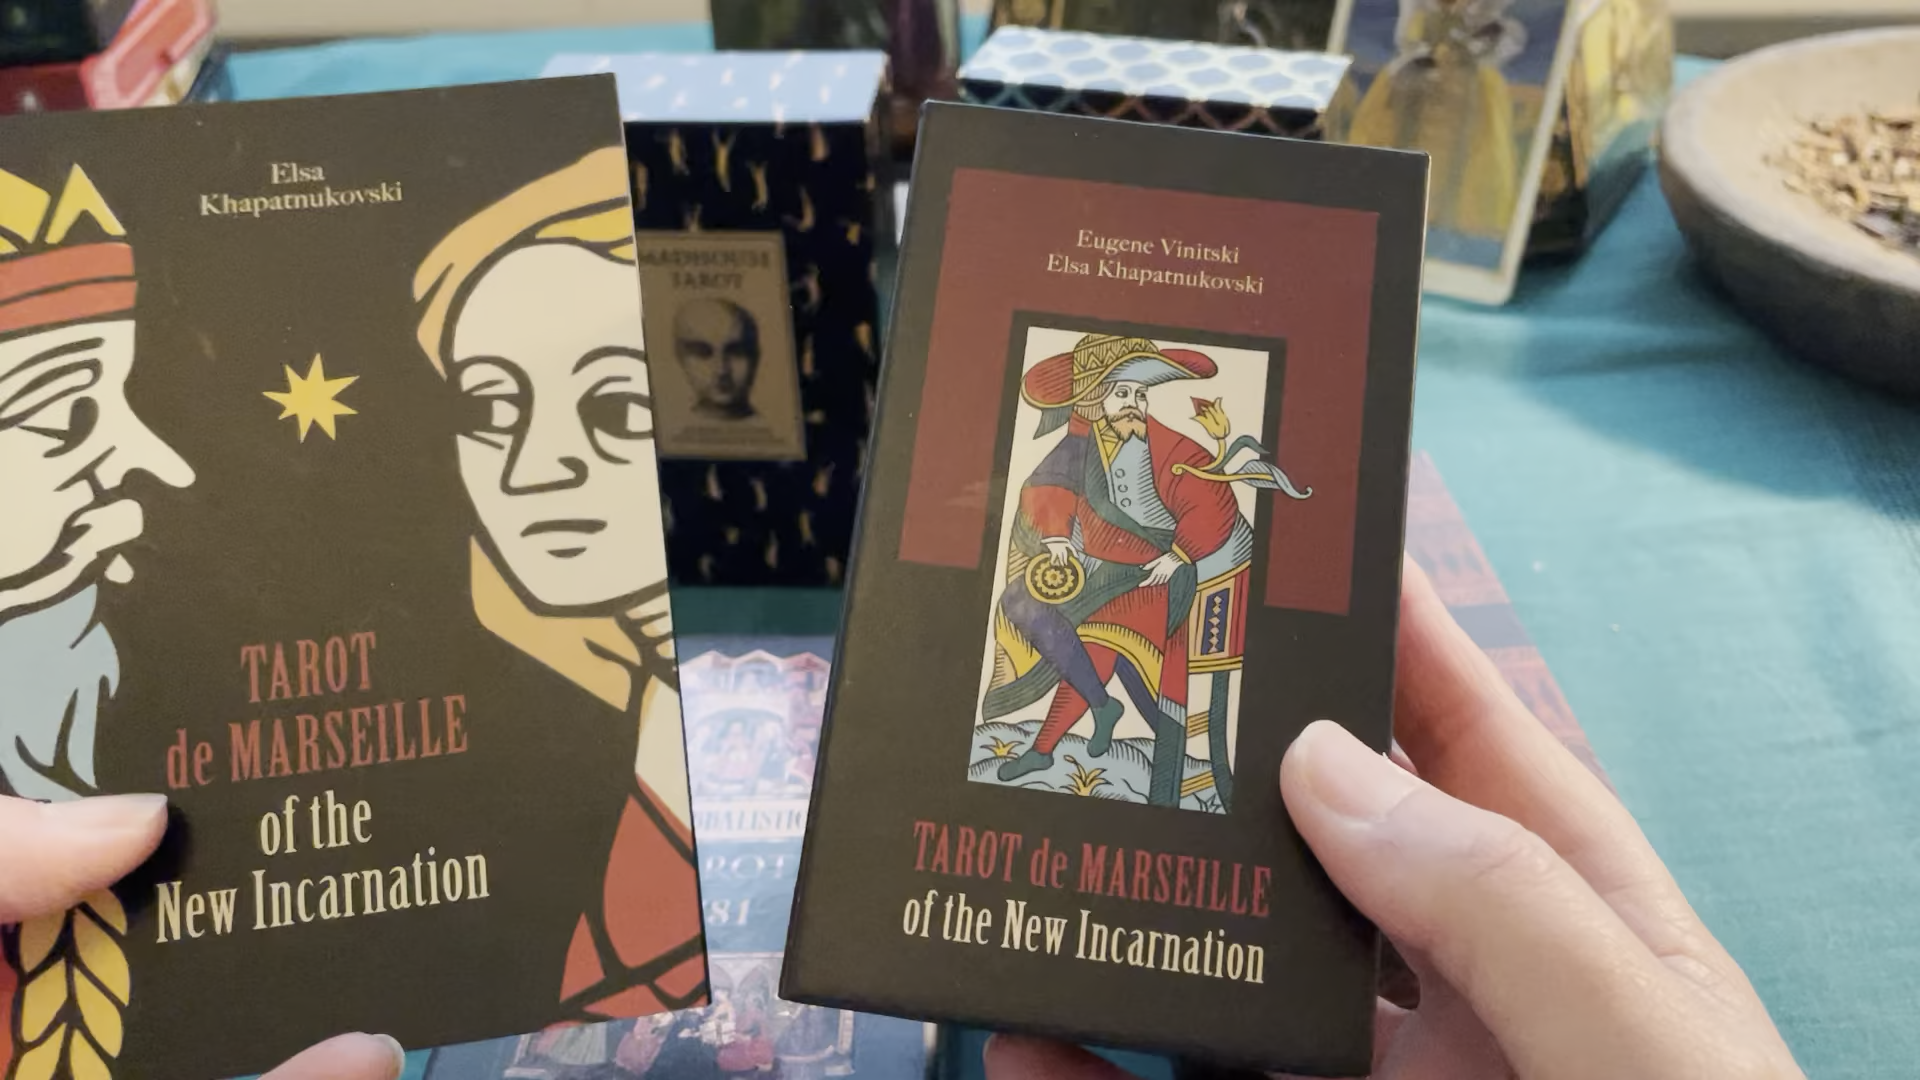 Elsa
Khapatnukovski
TAROT
de MARSEILLE
of the
New Incarnation
MADHOUSE
TAROT
Eugene Vinitski
Elsa Khapatnukovski
TAROT de MARSEILLE
of the New Incarnation